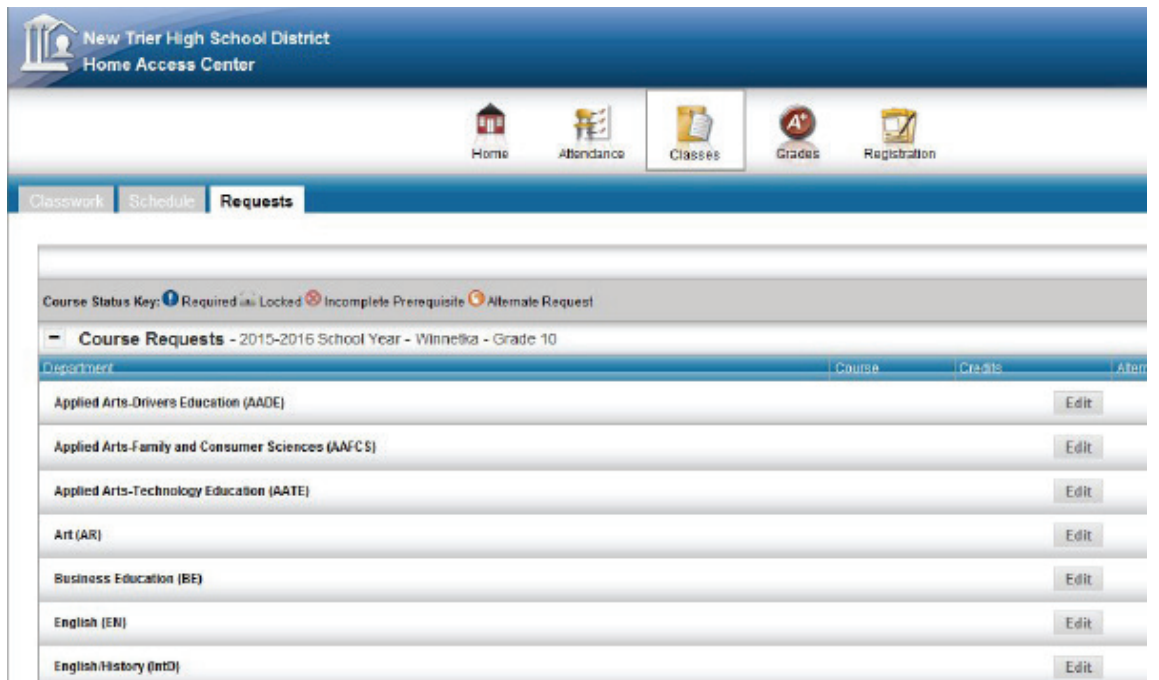 New Trier High School District
Home Access Center
Home Attendance Classes Grades Registration
Classwork Schedule Requests
Course Status Key: Required Locked Incomplete Prerequisite Alternate Request
Course Requests - 2015-2016 School Year - Winnetka - Grade 10
Department Course Credits Altern
Applied Arts-Drivers Education (AADE) Edit
Applied Arts-Family and Consumer Sciences (AAFCS) Edit
Applied Arts-Technology Education (AATE) Edit
Art (AR) Edit
Business Education (BE) Edit
English (EN) Edit
English/History (IntD) Edit